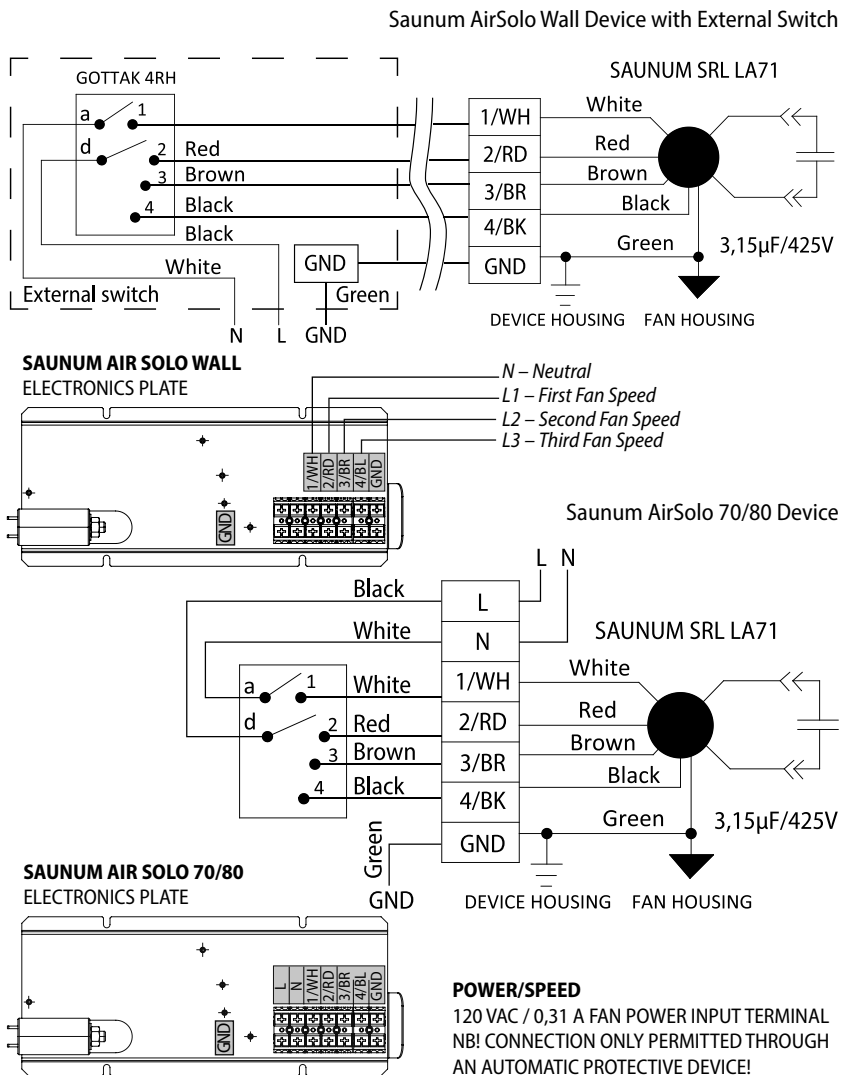 Saunum AirSolo Wall Device with External Switch
GOTTAK 4RH
SAUNUM SRL LA71
a 1
d 2 Red
3 Brown
4 Black
Black
White
External switch
GND
Green
N L GND
1/WH White
2/RD Red
3/BR Brown
4/BK Black
GND Green
3,15µF/425V
DEVICE HOUSING FAN HOUSING
SAUNUM AIR SOLO WALL
ELECTRONICS PLATE
N – Neutral
L1 – First Fan Speed
L2 – Second Fan Speed
L3 – Third Fan Speed
1/WH
2/RD
3/BR
4/BL
GND
GND
Saunum AirSolo 70/80 Device
L N
Black L
White N
SAUNUM SRL LA71
a 1 White 1/WH White
d 2 Red 2/RD Red
3 Brown 3/BR Brown
4 Black 4/BK Black
Green GND Green
3,15µF/425V
GND
DEVICE HOUSING FAN HOUSING
SAUNUM AIR SOLO 70/80
ELECTRONICS PLATE
L
N
1/WH
2/RD
3/BR
4/BL
GND
GND
POWER/SPEED
120 VAC / 0,31 A FAN POWER INPUT TERMINAL
NB! CONNECTION ONLY PERMITTED THROUGH
AN AUTOMATIC PROTECTIVE DEVICE!